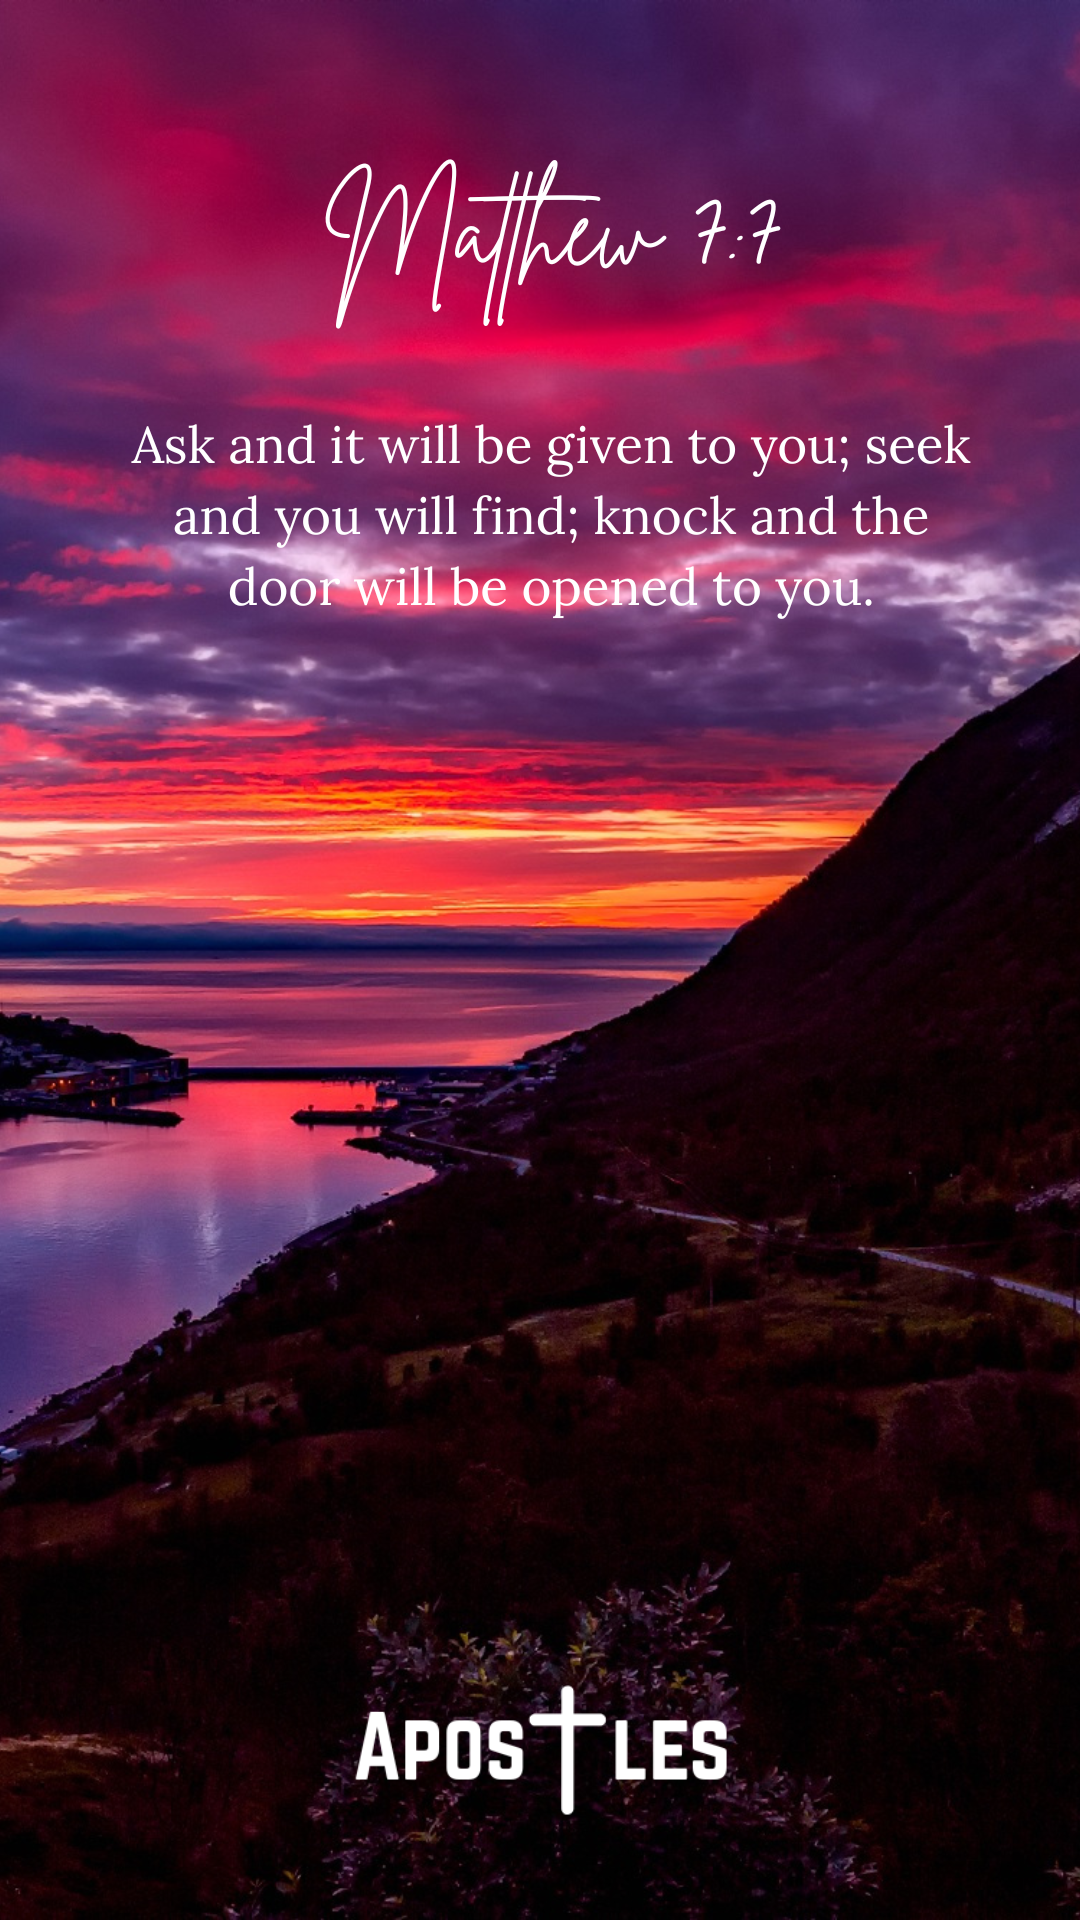 Matthew 7:7
Ask and it will be given to you; seek
and you will find; knock and the
door will be opened to you.
APOSTLES